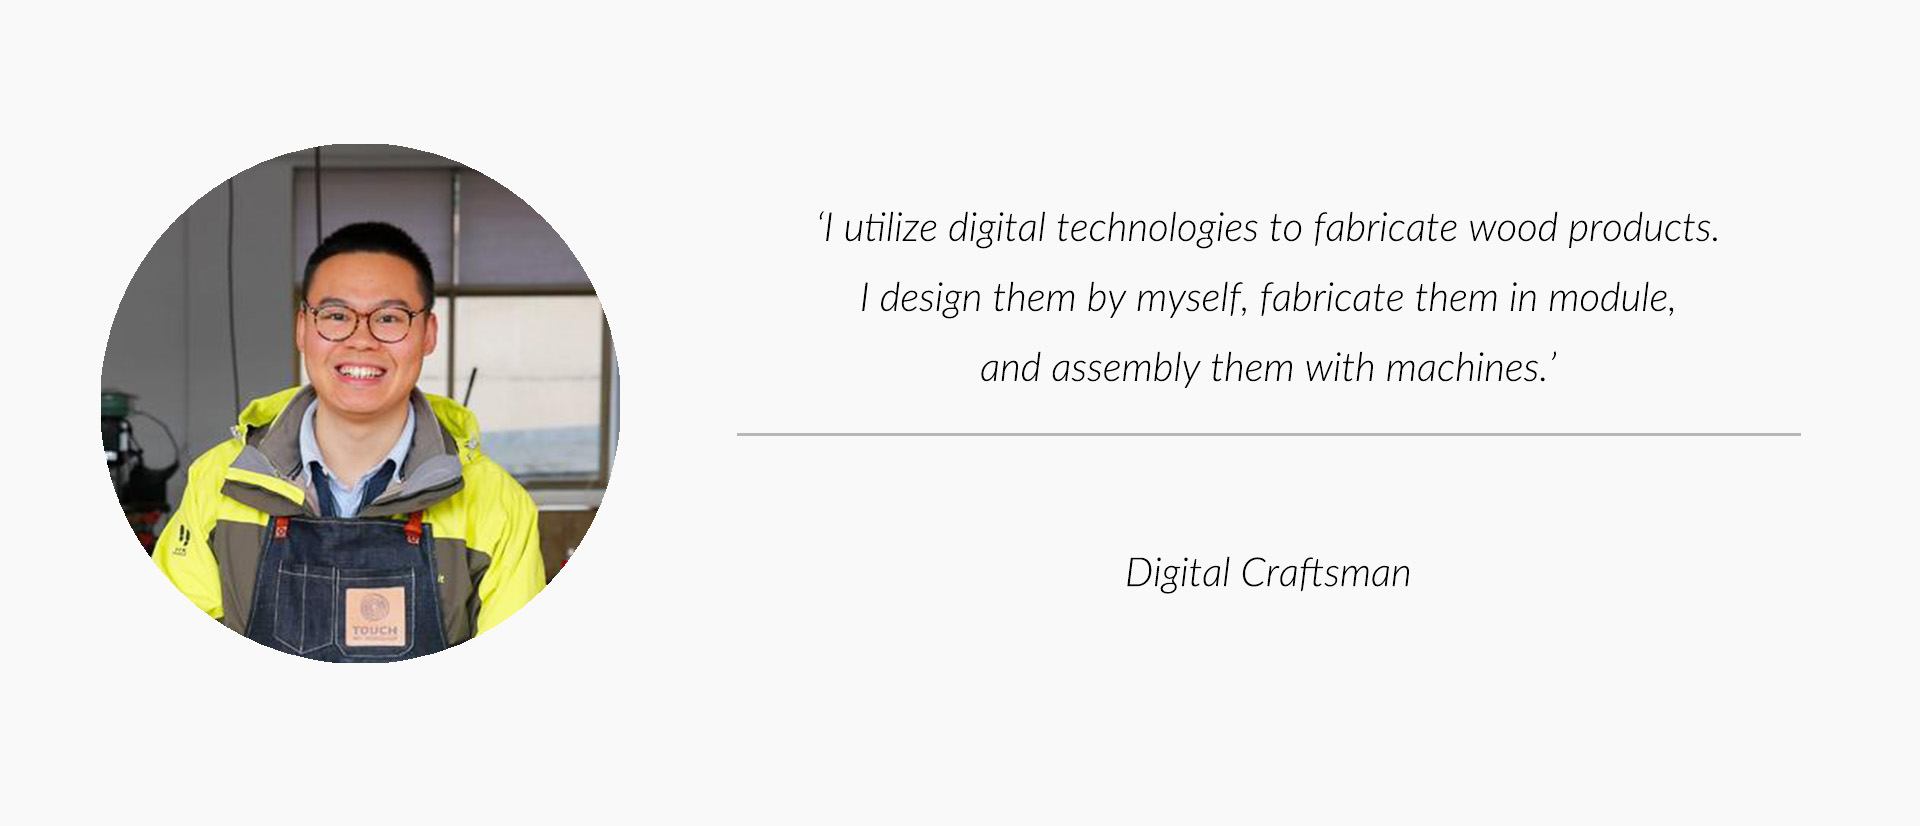 ‘I utilize digital technologies to fabricate wood products.
I design them by myself, fabricate them in module,
and assembly them with machines.’
Digital Craftsman
TOUCH